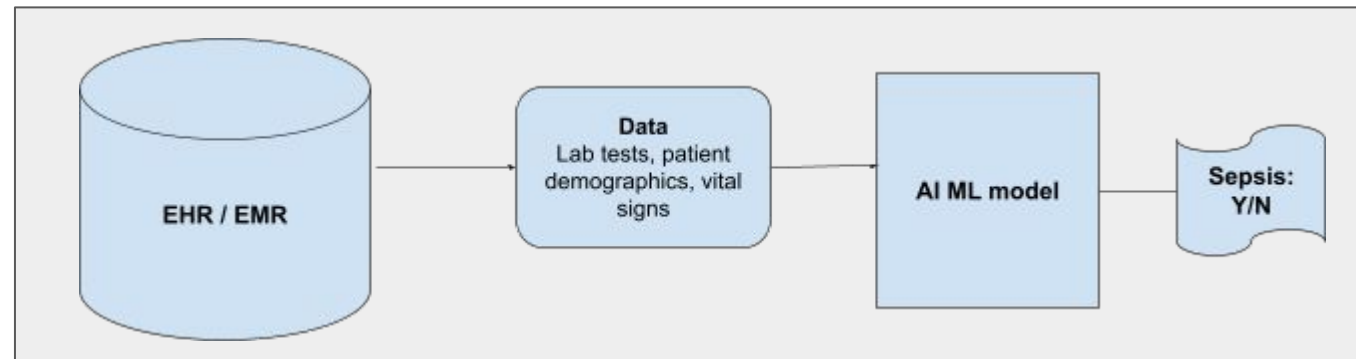 EHR / EMR
Data
Lab tests, patient
demographics, vital
signs
AI ML model
Sepsis:
Y/N